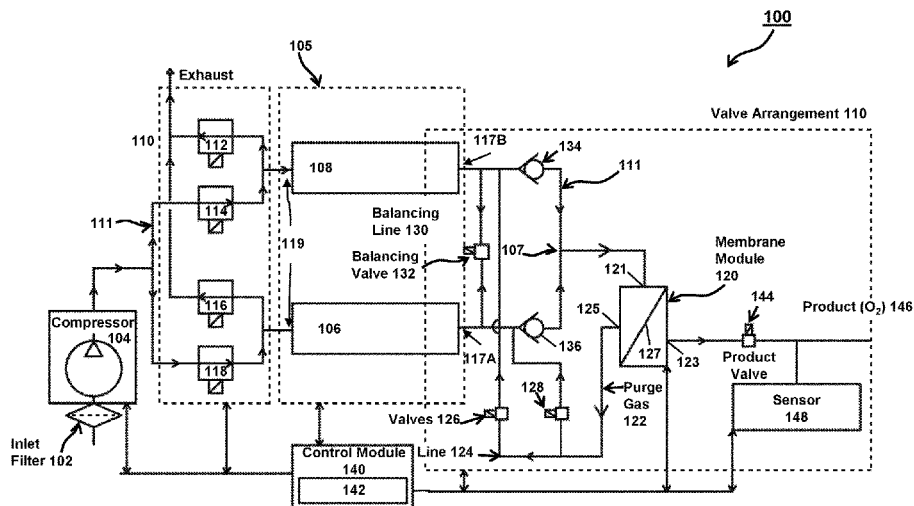 100
105
Exhaust
Valve Arrangement 110
110
112
117B
134
108
111
114
111
Balancing
Line 130
119
107
Membrane
Module
120
Balancing
Valve 132
121
116
144
Product (O2) 146
Compressor
104
125
106
127
123
118
136
117A
Product
Valve
128
Purge
Gas
122
Sensor
148
Valves 126
Inlet
Filter 102
Line 124
Control Module
140
142